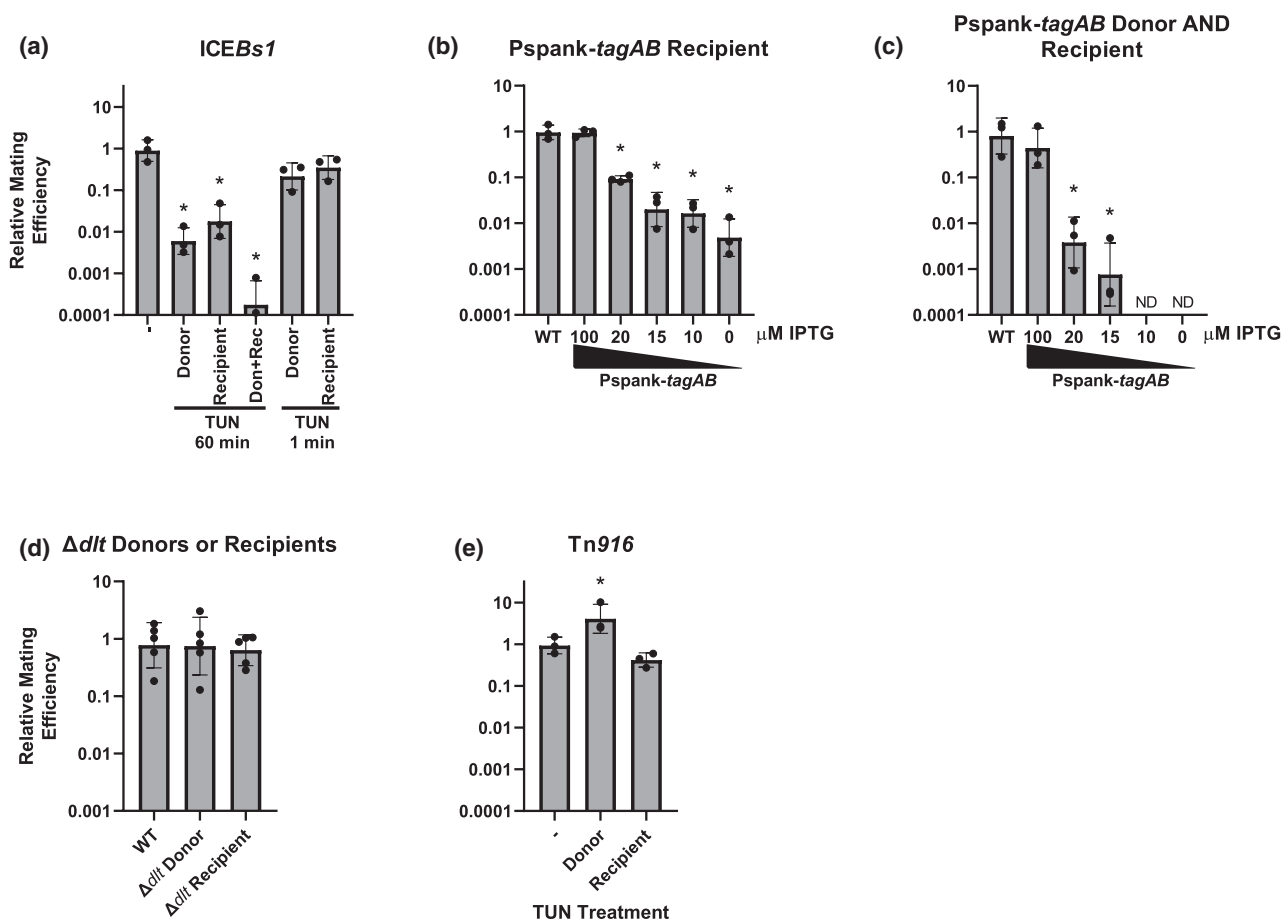 (a)
ICEBs1
Relative Mating
Efficiency
10
1
0.1
0.01
0.001
0.0001
-
Donor
Recipient
Don+Rec
Donor
Recipient
* * *
TUN
60 min
TUN
1 min
(b)
Pspank-tagAB Recipient
10
1
0.1
0.01
0.001
0.0001
* * * *
WT 100 20 15 10 0 μM IPTG
Pspank-tagAB
(c)
Pspank-tagAB Donor AND
Recipient
10
1
0.1
0.01
0.001
0.0001
* *
ND ND
WT 100 20 15 10 0 μM IPTG
Pspank-tagAB
(d)
Δdlt Donors or Recipients
Relative Mating
Efficiency
10
1
0.1
0.01
0.001
WT
Δdlt Donor
Δdlt Recipient
(e)
Tn916
10
1
0.1
0.01
0.001
0.0001
*
-
Donor
Recipient
TUN Treatment